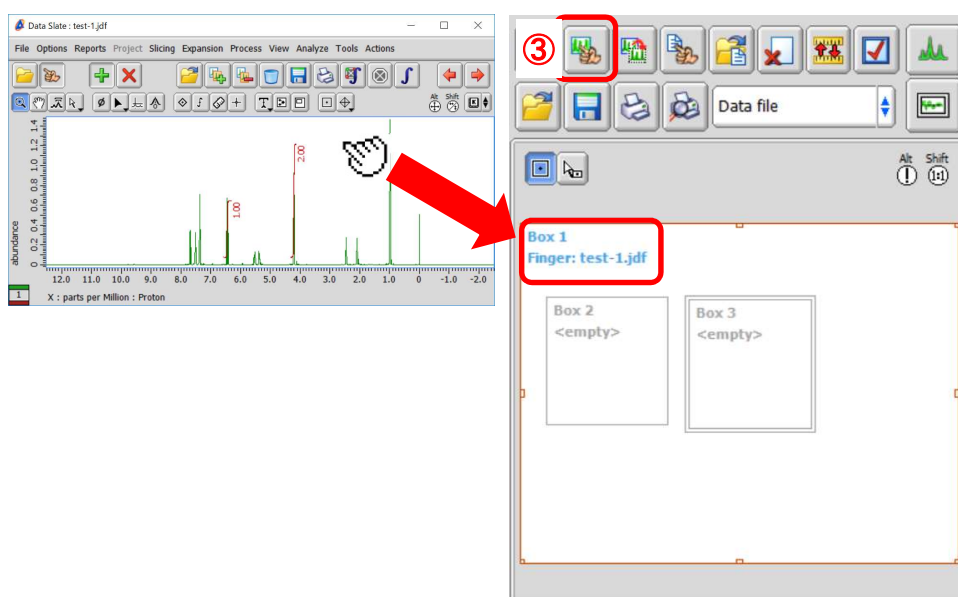 Data Slate : test-1.jdf
File Options Reports Project Slicing Expansion Process View Analyze Tools Actions
Alt Shift
abundance
0 0.2 0.4 0.6 0.8 1.0 1.2 1.4
1.00
2.00
12.0 11.0 10.0 9.0 8.0 7.0 6.0 5.0 4.0 3.0 2.0 1.0 0 -1.0 -2.0
1
X : parts per Million : Proton
③
Data file
Alt Shift
1:1
Box 1
Finger: test-1.jdf
Box 2
<empty>
Box 3
<empty>